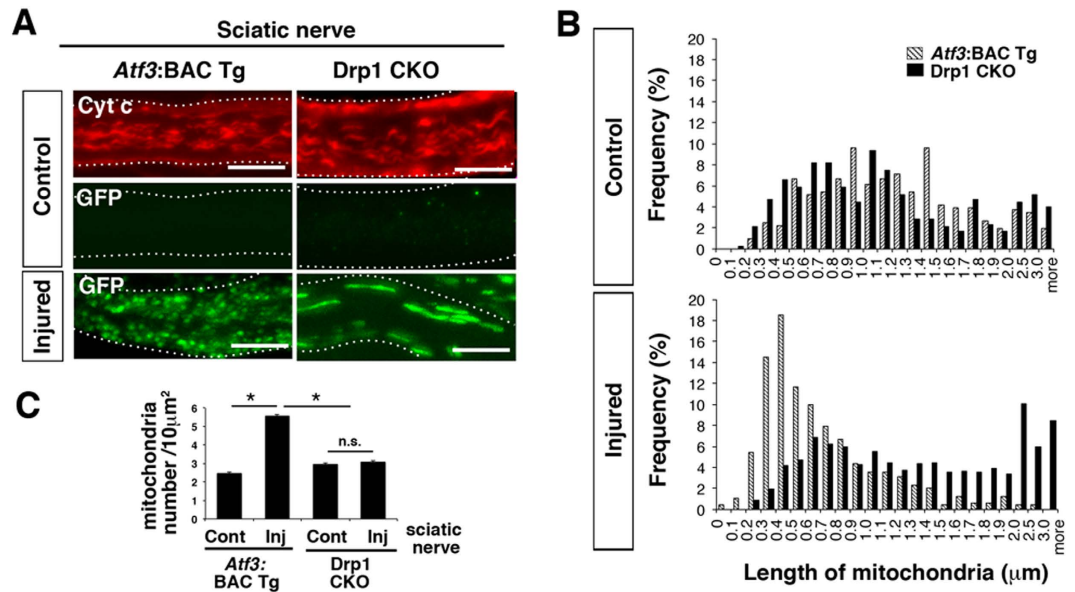 A
Sciatic nerve
Atf3:BAC Tg
Drp1 CKO
Control
Cyt c
GFP
Injured
GFP
B
Control
Frequency (%)
20
18
16
14
12
10
8
6
4
2
0
Atf3:BAC Tg
Drp1 CKO
0 0.1 0.2 0.3 0.4 0.5 0.6 0.7 0.8 0.9 1.0 1.1 1.2 1.3 1.4 1.5 1.6 1.7 1.8 1.9 2.0 2.5 3.0 more
Injured
Frequency (%)
20
18
16
14
12
10
8
6
4
2
0
0 0.1 0.2 0.3 0.4 0.5 0.6 0.7 0.8 0.9 1.0 1.1 1.2 1.3 1.4 1.5 1.6 1.7 1.8 1.9 2.0 2.5 3.0 more
Length of mitochondria (μm)
C
mitochondria
number /10μm2
6
5
4
3
2
1
0
*
*
n.s.
Cont Inj Cont Inj
sciatic
nerve
Atf3:
BAC Tg
Drp1
CKO